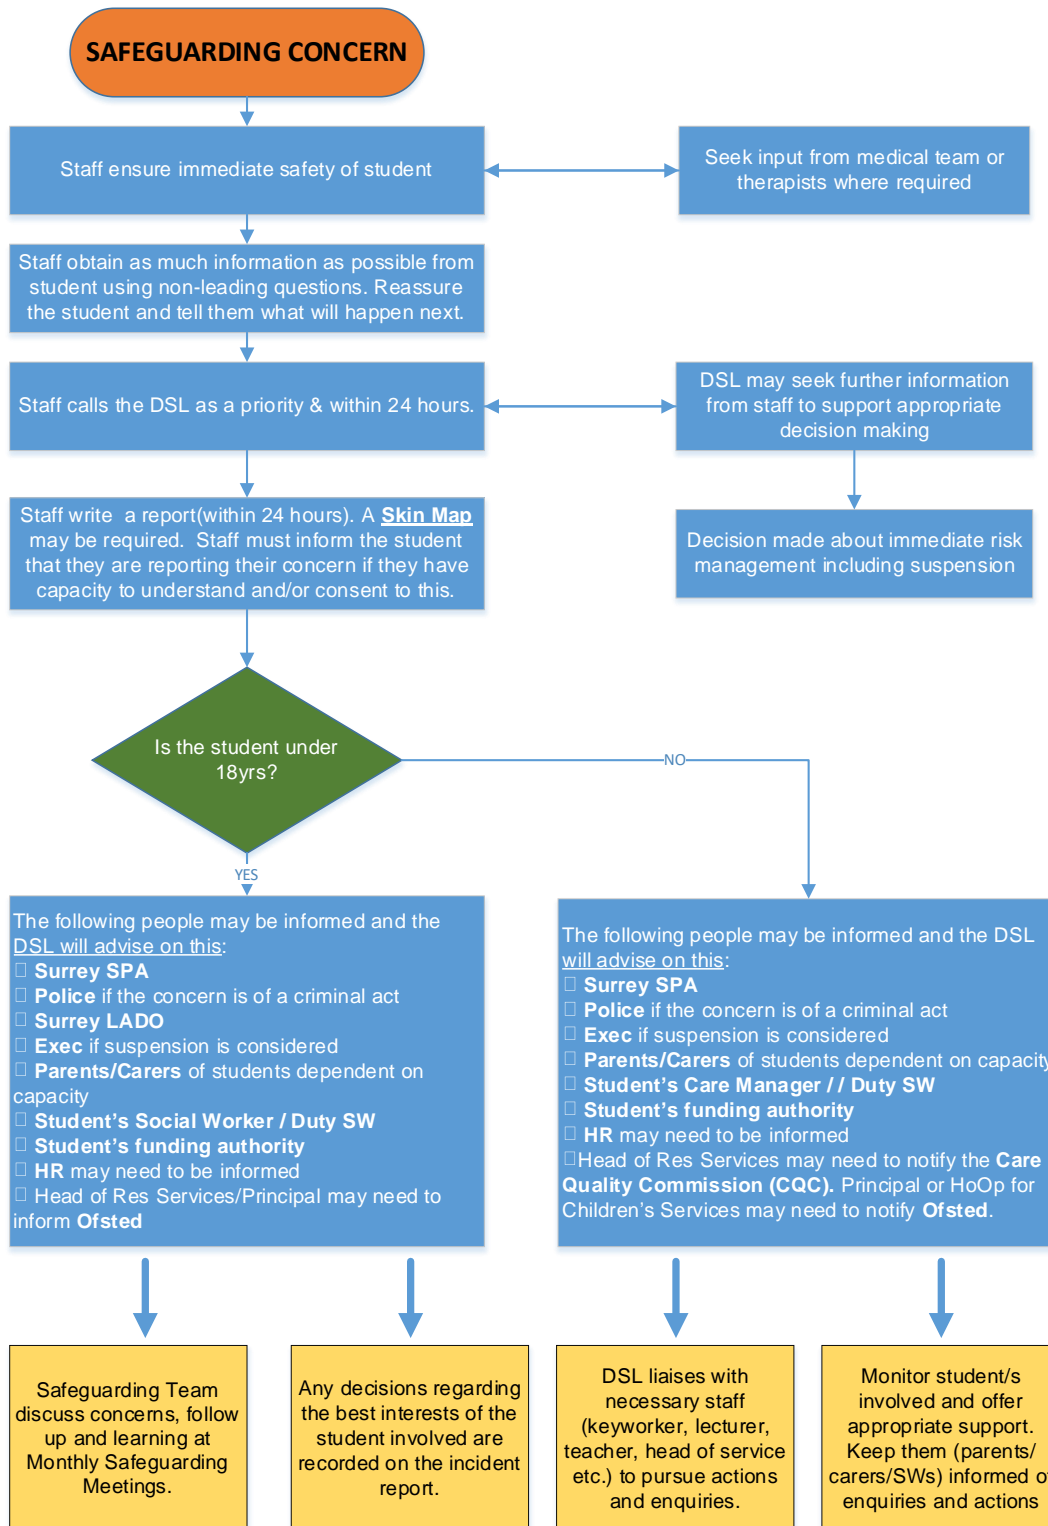 SAFEGUARDING CONCERN
Staff ensure immediate safety of student
Seek input from medical team or
therapists where required
Staff obtain as much information as possible from
student using non-leading questions. Reassure
the student and tell them what will happen next.
Staff calls the DSL as a priority & within 24 hours.
DSL may seek further information
from staff to support appropriate
decision making
Staff write a report(within 24 hours). A Skin Map
may be required. Staff must inform the student
that they are reporting their concern if they have
capacity to understand and/or consent to this.
Decision made about immediate risk
management including suspension
Is the student under
18yrs?
NO
YES
The following people may be informed and the
DSL will advise on this:
Surrey SPA
Police if the concern is of a criminal act
Surrey LADO
Exec if suspension is considered
Parents/Carers of students dependent on
capacity
Student's Social Worker / Duty SW
Student's funding authority
HR may need to be informed
Head of Res Services/Principal may need to
inform Ofsted
The following people may be informed and the DSL
will advise on this:
Surrey SPA
Police if the concern is of a criminal act
Exec if suspension is considered
Parents/Carers of students dependent on capacity
Student's Care Manager / / Duty SW
Student's funding authority
HR may need to be informed
Head of Res Services may need to notify the Care
Quality Commission (CQC). Principal or HoOp for
Children's Services may need to notify Ofsted.
Safeguarding Team
discuss concerns, follow
up and learning at
Monthly Safeguarding
Meetings.
Any decisions regarding
the best interests of the
student involved are
recorded on the incident
report.
DSL liaises with
necessary staff
(keyworker, lecturer,
teacher, head of service
etc.) to pursue actions
and enquiries.
Monitor student/s
involved and offer
appropriate support.
Keep them (parents/
carers/SWs) informed of
enquiries and actions